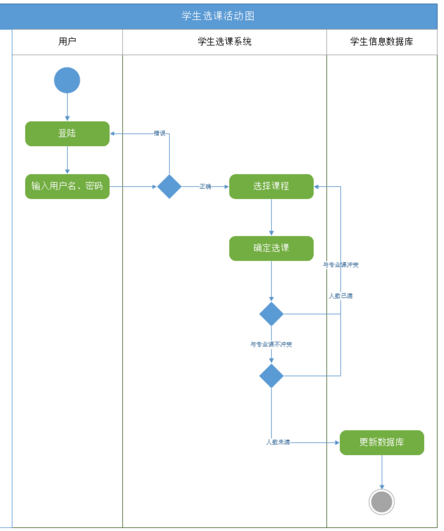 学生选课活动图
用户
学生选课系统
学生信息数据库
登陆
错误
输入用户名、密码
正确
选择课程
确定选课
与专业课冲突
人数已满
与专业课不冲突
人数未满
更新数据库